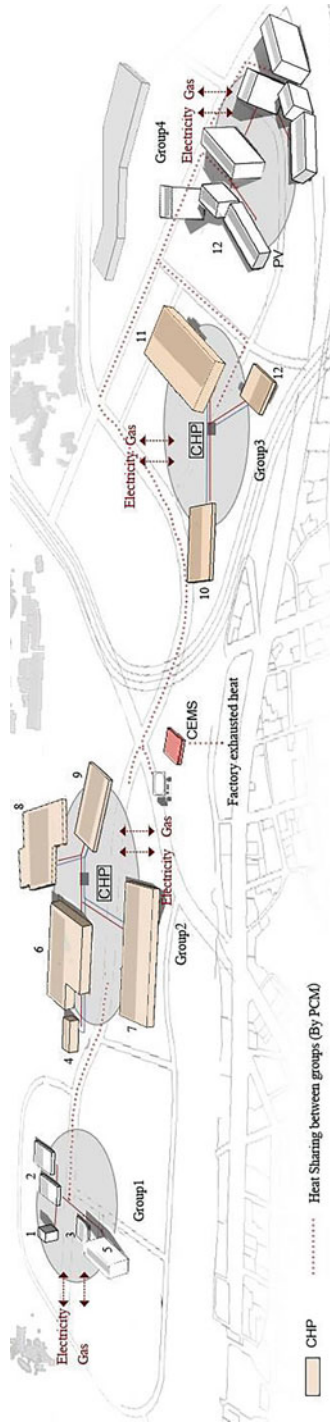 Electricity
Gas
1
2
3
5
Group1
4
6
7
8
9
CHP
Electricity
Gas
Group2
CEMS
Factory exhausted heat
Electricity
Gas
CHP
10
11
12
Group3
Group4
Electricity
Gas
12
PV
CHP
Heat Sharing between groups (By PCM)